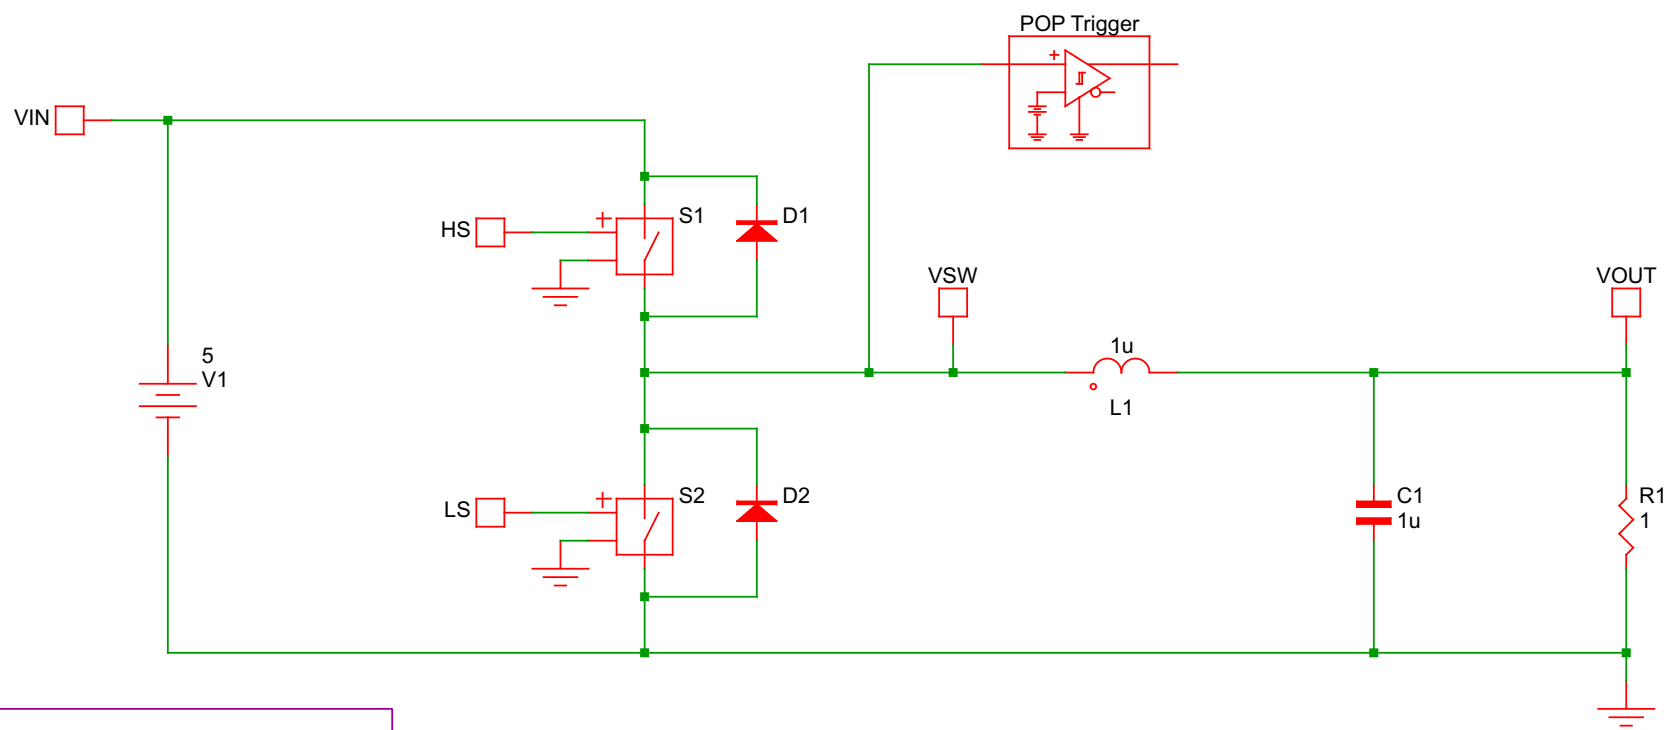 POP Trigger
+
VIN
HS
+
S1
D1
VSW
VOUT
5
V1
1u
L1
LS
+
S2
D2
C1
1u
R1
1